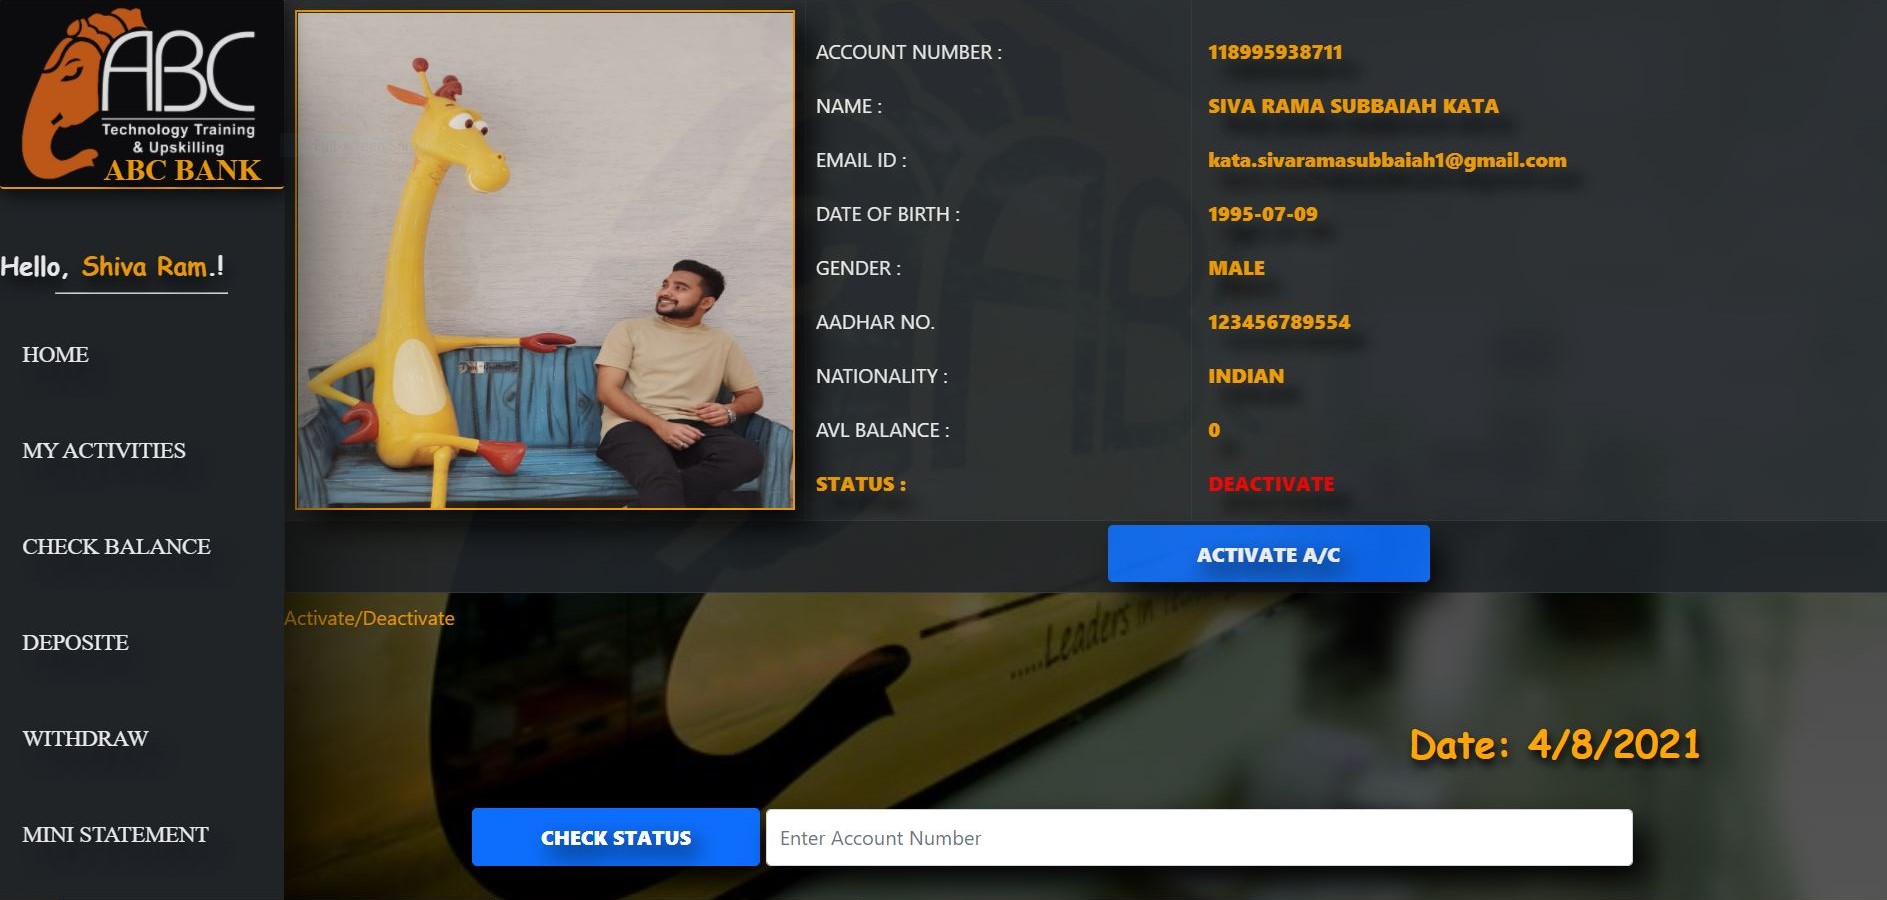 ABC
Technology Training
& Upskilling
ABC BANK
Hello, Shiva Ram.!
HOME
MY ACTIVITIES
CHECK BALANCE
DEPOSITE
WITHDRAW
MINI STATEMENT
ACCOUNT NUMBER : 118995938711
NAME : SIVA RAMA SUBBAIAH KATA
EMAIL ID : kata.sivaramasubbaiah1@gmail.com
DATE OF BIRTH : 1995-07-09
GENDER : MALE
AADHAR NO. 123456789554
NATIONALITY : INDIAN
AVL BALANCE : 0
STATUS : DEACTIVATE
ACTIVATE A/C
Activate/Deactivate
.....Leaders in
Date: 4/8/2021
CHECK STATUS
Enter Account Number